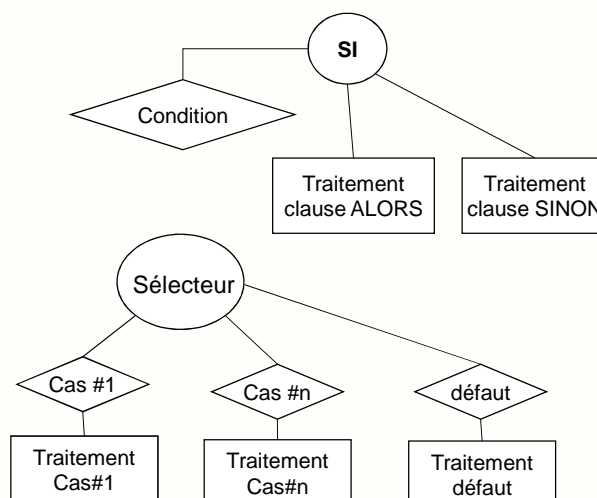 SI
Condition
Traitement
clause ALORS
Traitement
clause SINON
Sélecteur
Cas #1
Cas #n
défaut
Traitement
Cas#1
Traitement
Cas#n
Traitement
défaut